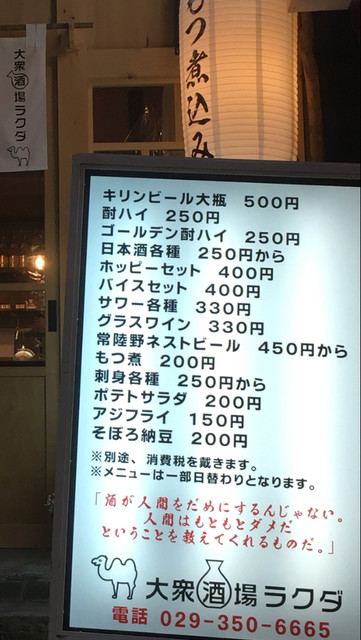 大衆酒場ラクダ
もつ煮込み
キリンビール大瓶 500円
酎ハイ 250円
ゴールデン酎ハイ 250円
日本酒各種 250円から
ホッピーセット 400円
バイスセット 400円
サワー各種 330円
グラスワイン 330円
常陸野ネストビール 450円から
もつ煮 200円
刺身各種 250円から
ポテトサラダ 200円
アジフライ 150円
そぼろ納豆 200円
※別途、消費税を戴きます。
※メニューは一部日替わりとなります。
「酒が人間をだめにするんじゃない。
人間はもともとダメだ
ということを教えてくれるものだ。」
大衆酒場ラクダ
電話 029-350-6665